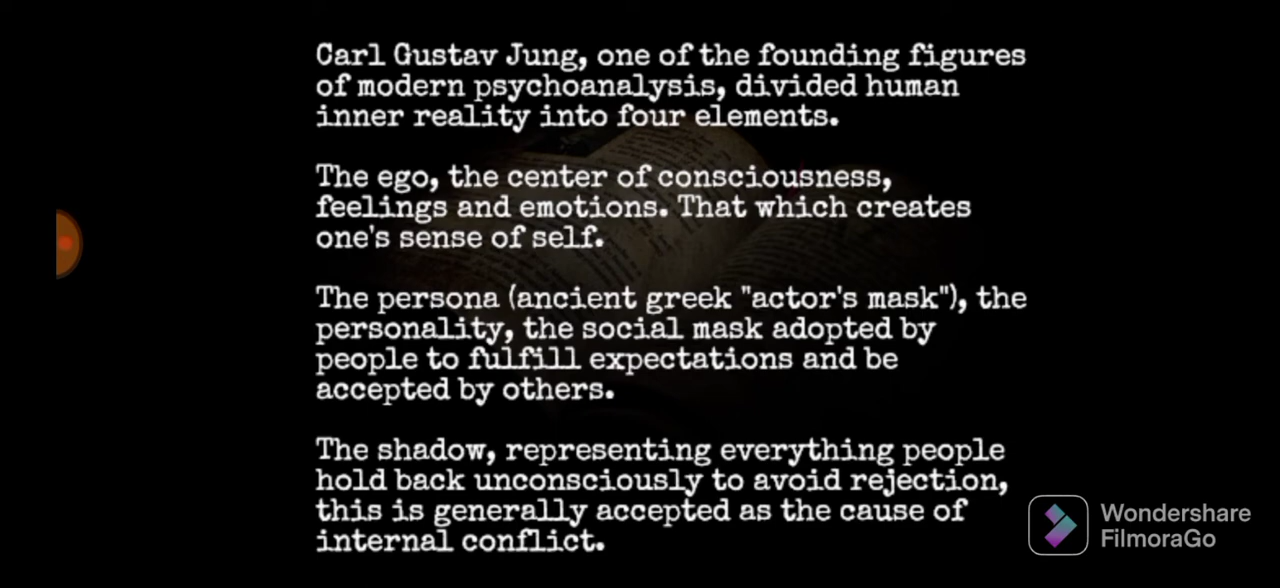 Carl Gustav Jung, one of the founding figures
of modern psychoanalysis, divided human
inner reality into four elements.
The ego, the center of consciousness,
feelings and emotions. That which creates
one's sense of self.
The persona (ancient greek "actor's mask"), the
personality, the social mask adopted by
people to fulfill expectations and be
accepted by others.
The shadow, representing everything people
hold back unconsciously to avoid rejection,
this is generally accepted as the cause of
internal conflict.
Wondershare
FilmoraGo